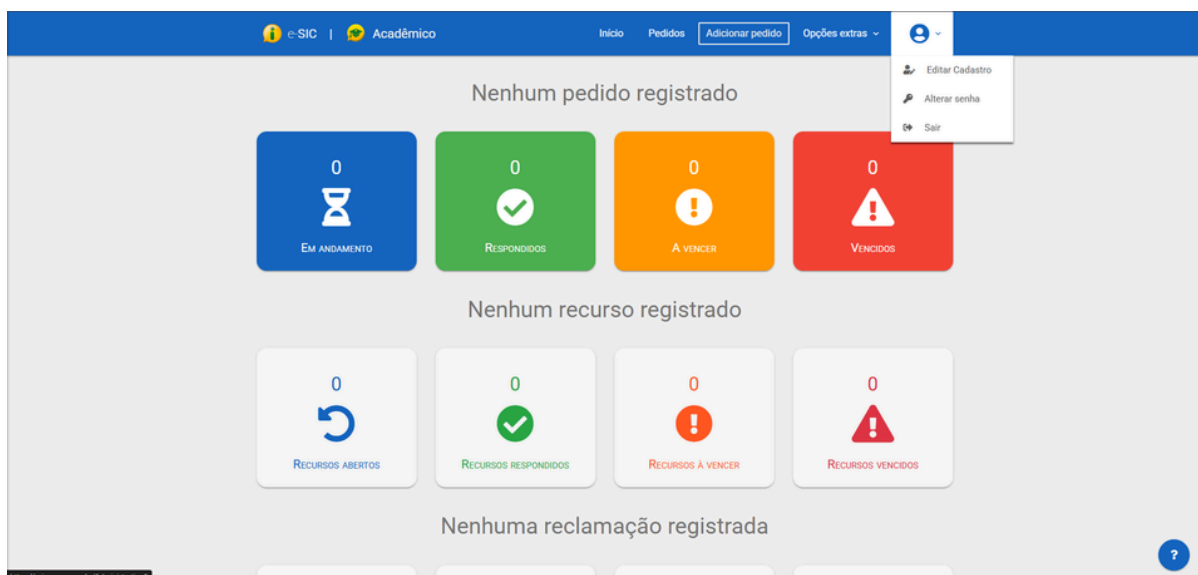 e-SIC | Acadêmico Início Pedidos Adicionar pedido Opções extras
Editar Cadastro
Alterar senha
Sair
Nenhum pedido registrado
0 0 0 0
Em andamento Respondidos A vencer Vencidos
Nenhum recurso registrado
0 0 0 0
Recursos abertos Recursos respondidos Recursos à vencer Recursos vencidos
Nenhuma reclamação registrada
?